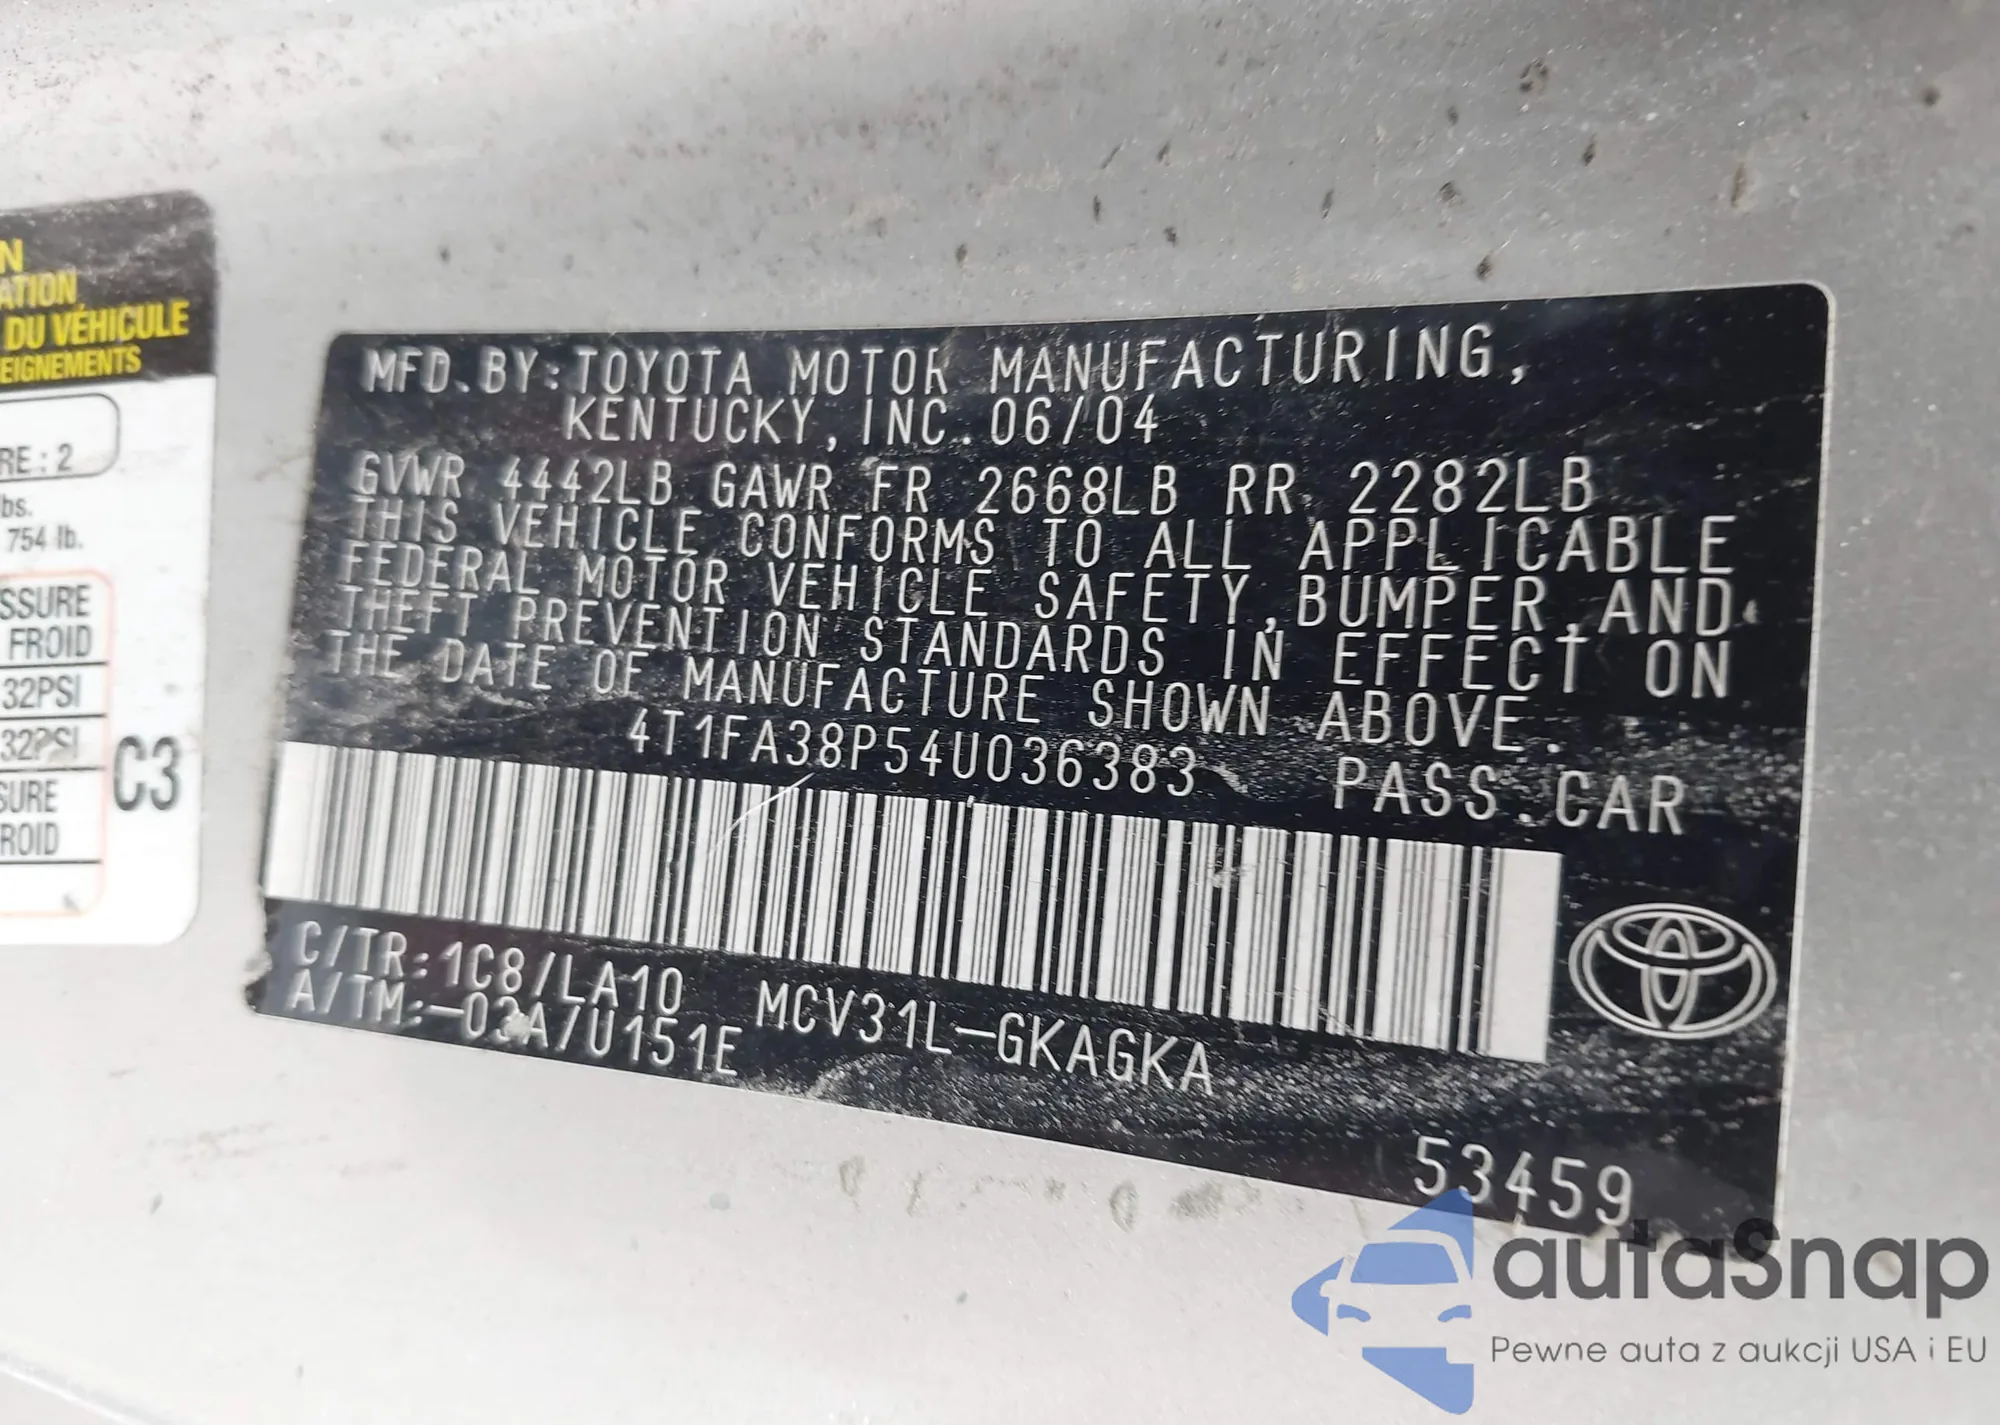 N
ATION
DU VÉHICULE
EIGNEMENTS
RE : 2
lbs.
754 lb.
SSURE
FROID
32PSI
32PSI
SURE
ROID
C3
MFD. BY: TOYOTA MOTOR MANUFACTURING,
KENTUCKY, INC. 06/04
GVWR 4442LB GAWR FR 2668LB RR 2282LB
THIS VEHICLE CONFORMS TO ALL APPLICABLE
FEDERAL MOTOR VEHICLE SAFETY, BUMPER, AND
THEFT PREVENTION STANDARDS IN EFFECT ON
THE DATE OF MANUFACTURE SHOWN ABOVE.
4T1FA38P54U036383 PASS. CAR
C/TR: 1C8/LA10 MCV31L-GKAGKA
A/TM:-03A/U151E
53459
autaSnap
Pewne auta z aukcji USA i EU